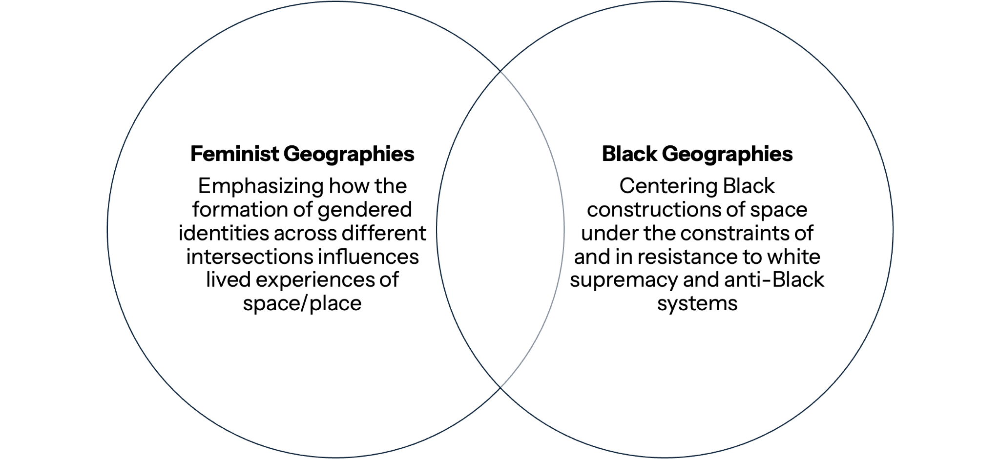 Feminist Geographies
Emphasizing how the
formation of gendered
identities across different
intersections influences
lived experiences of
space/place
Black Geographies
Centering Black
constructions of space
under the constraints of
and in resistance to white
supremacy and anti-Black
systems